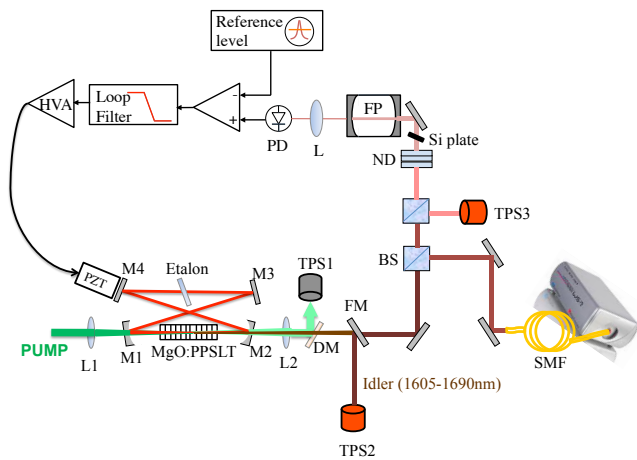 Reference
level
HVA
Loop
Filter
-
+
PD
L
FP
Si plate
ND
TPS3
BS
PZT
M4
Etalon
M3
TPS1
FM
PUMP
L1
M1
MgO:PPSLT
M2
L2
DM
SMF
Idler (1605-1690nm)
TPS2